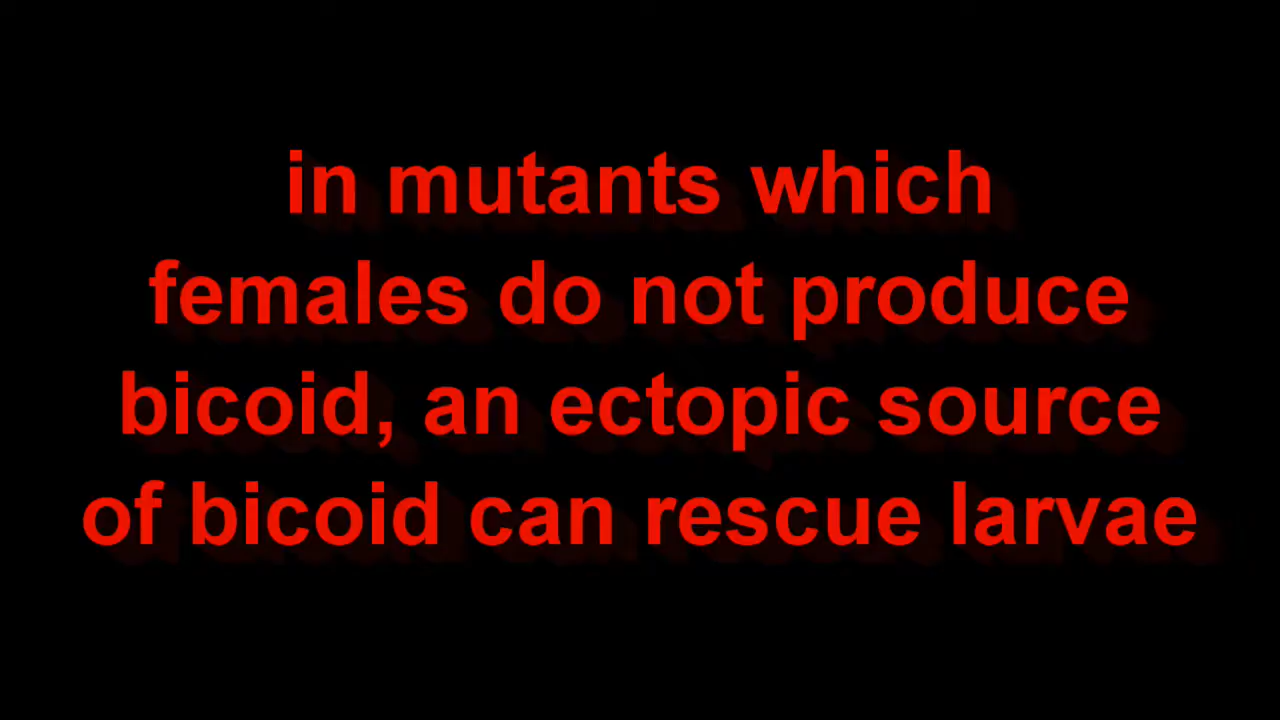 in mutants which
females do not produce
bicoid, an ectopic source
of bicoid can rescue larvae